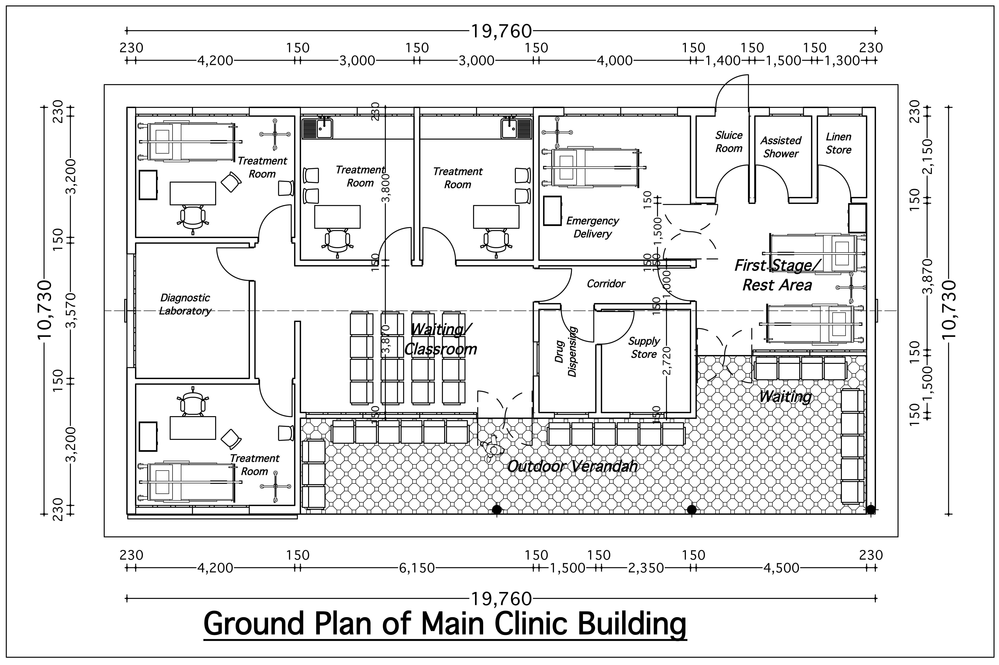 19,760
230 150 150 150 150 150 150 230
4,200 3,000 3,000 4,000 1,400 1,500 1,300
10,730
230
3,200
150
3,570
150
3,200
230
Treatment
Room
Treatment
Room
Treatment
Room
230
3,800
150
3,870
150
Emergency
Delivery
150
1,500
150
150
1,000
150
2,720
150
Sluice
Room
Assisted
Shower
Linen
Store
First Stage/
Rest Area
Corridor
Diagnostic
Laboratory
Waiting/
Classroom
Drug
Dispensing
Supply
Store
Waiting
Treatment
Room
Outdoor Verandah
230
2,150
150
3,870
150
1,500
150
10,730
230 150 150 150 150 230
4,200 6,150 1,500 2,350 4,500
19,760
Ground Plan of Main Clinic Building